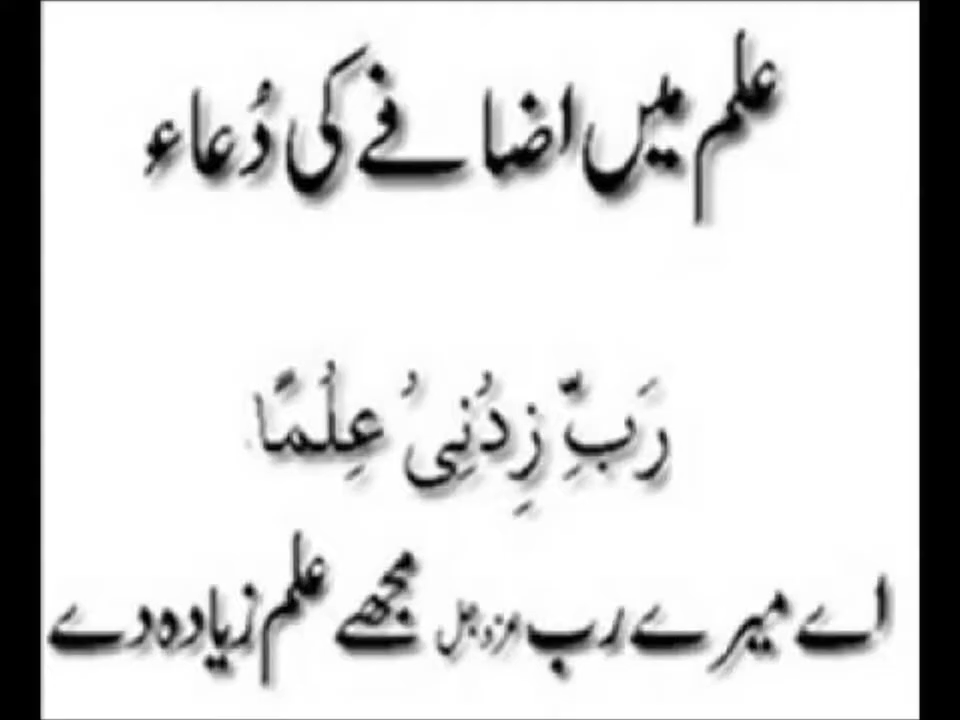 علم میں اضافے کی دُعاء
رَبِّ زِدْنِیْ عِلْمًا
اے میرے رب عزوجل مجھے علم زیادہ دے